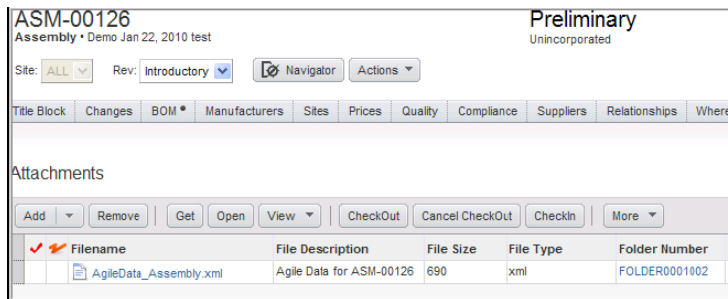 ASM-00126 Preliminary
Assembly • Demo Jan 22, 2010 test Unincorporated
Site: ALL Rev: Introductory Navigator Actions
Title Block Changes BOM • Manufacturers Sites Prices Quality Compliance Suppliers Relationships Where
Attachments
Add Remove Get Open View CheckOut Cancel CheckOut CheckIn More
Filename File Description File Size File Type Folder Number
AgileData_Assembly.xml Agile Data for ASM-00126 690 xml FOLDER0001002